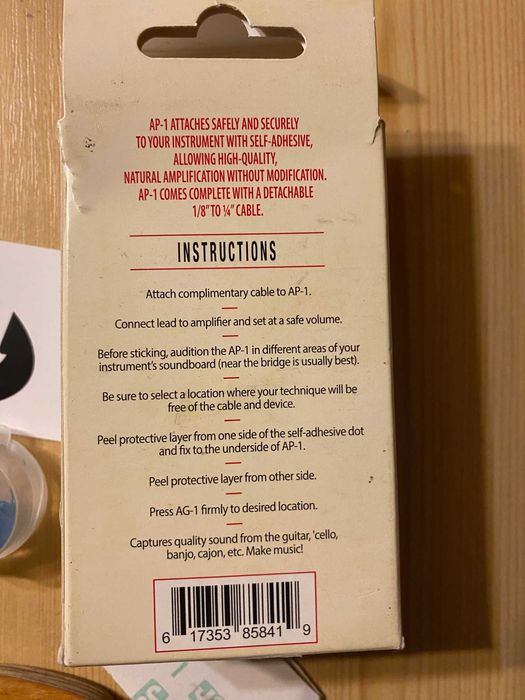 AP-1 ATTACHES SAFELY AND SECURELY
TO YOUR INSTRUMENT WITH SELF-ADHESIVE,
ALLOWING HIGH-QUALITY,
NATURAL AMPLIFICATION WITHOUT MODIFICATION.
AP-1 COMES COMPLETE WITH A DETACHABLE
1/8" TO ¼" CABLE.
INSTRUCTIONS
Attach complimentary cable to AP-1.
Connect lead to amplifier and set at a safe volume.
Before sticking, audition the AP-1 in different areas of your
instrument's soundboard (near the bridge is usually best).
Be sure to select a location where your technique will be
free of the cable and device.
Peel protective layer from one side of the self-adhesive dot
and fix to,the underside of AP-1.
Peel protective layer from other side.
Press AG-1 firmly to desired location.
Captures quality sound from the guitar, 'cello,
banjo, cajon, etc. Make music!
6 17353 85841 9